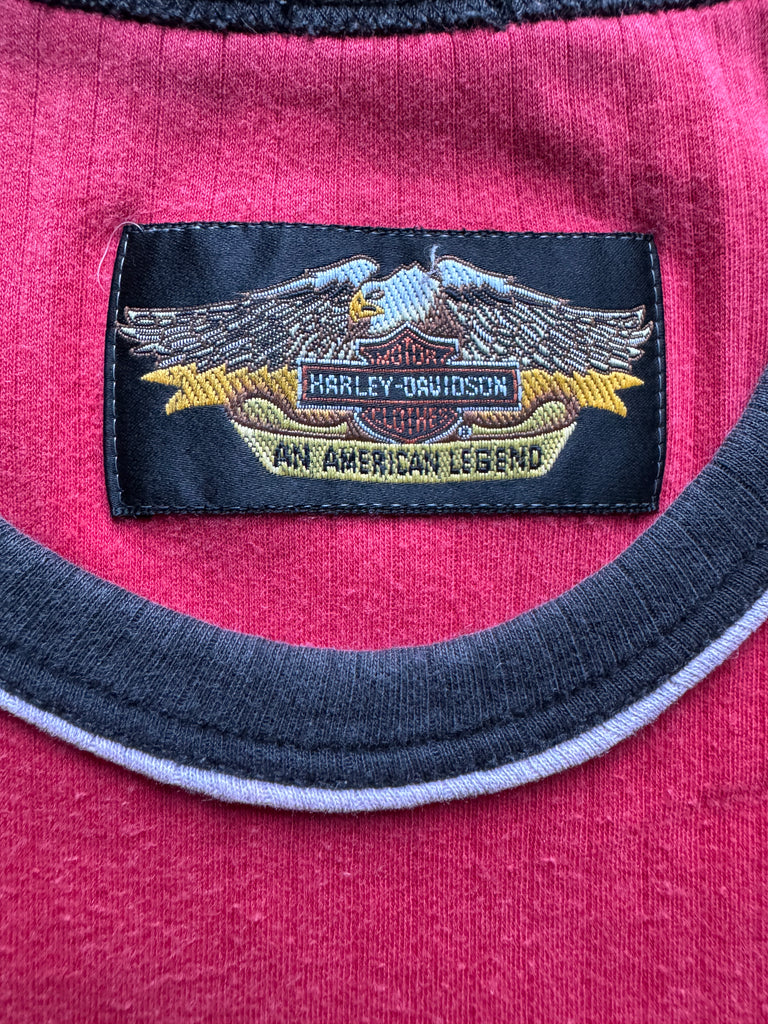 MOTOR
HARLEY-DAVIDSON
CLOTHES
®
AN AMERICAN LEGEND